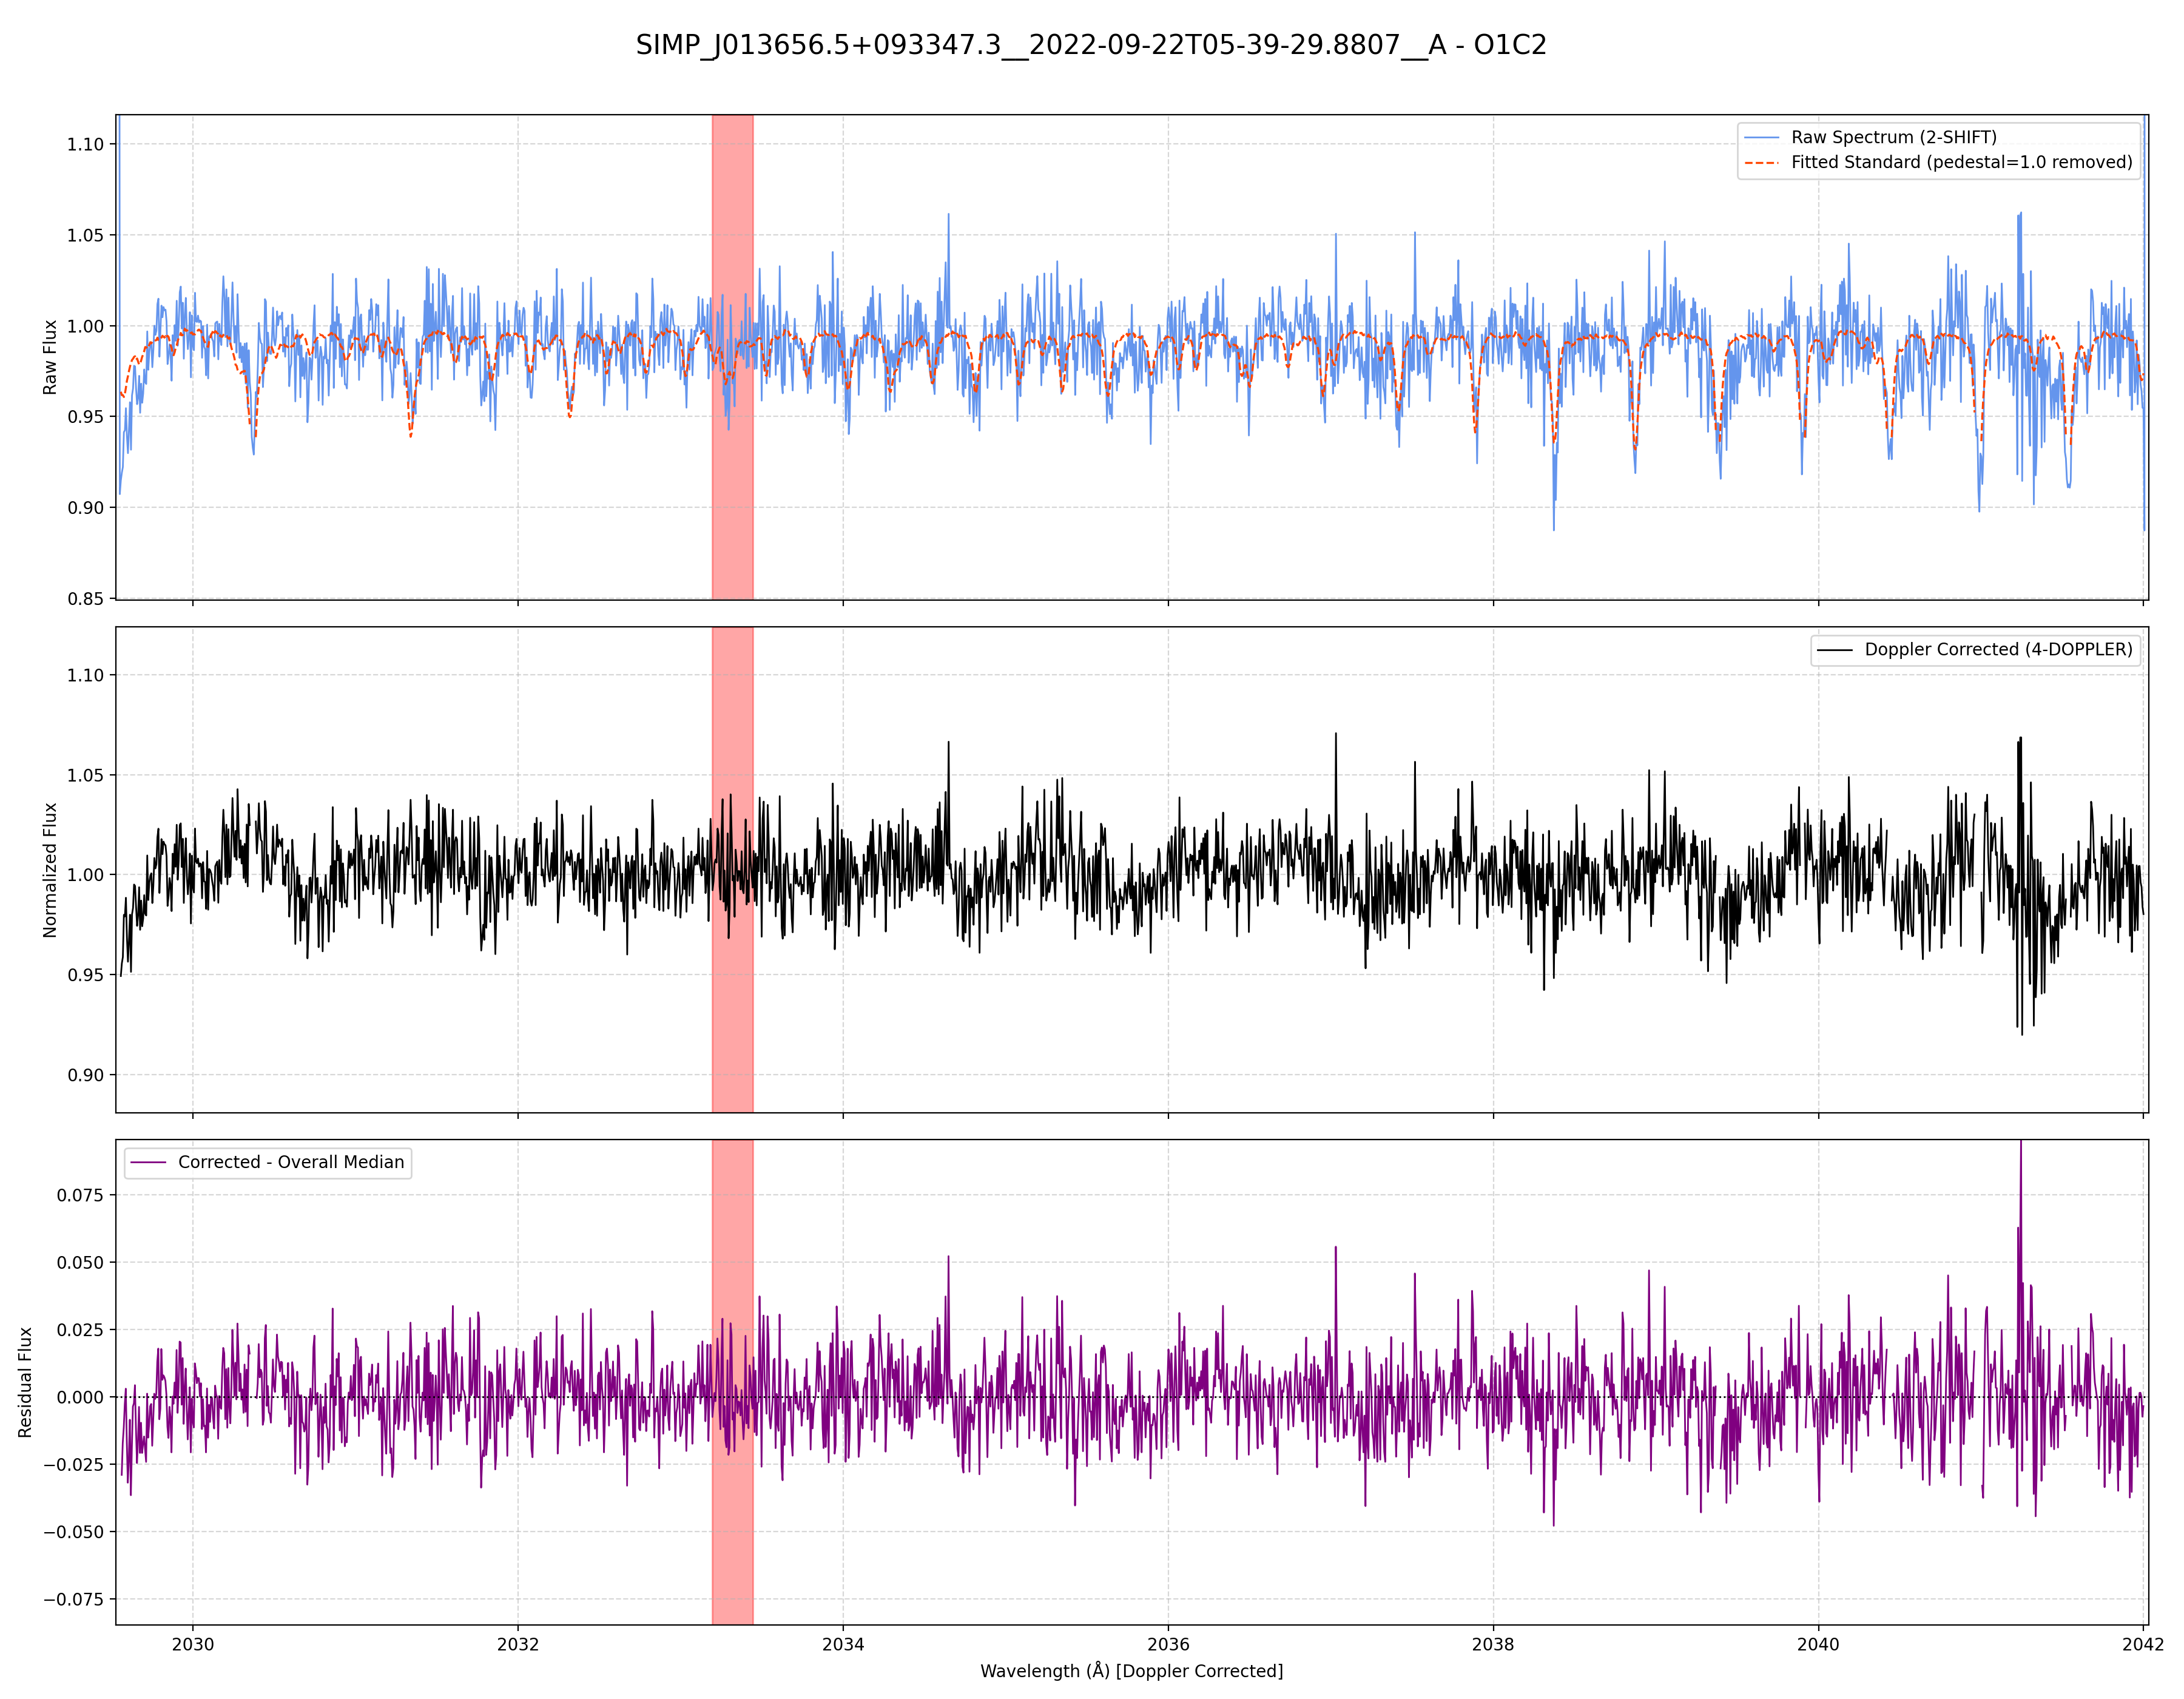 SIMP_J013656.5+093347.3__2022-09-22T05-39-29.8807__A - O1C2
Raw Spectrum (2-SHIFT)
Fitted Standard (pedestal=1.0 removed)
Raw Flux
1.10
1.05
1.00
0.95
0.90
0.85
Doppler Corrected (4-DOPPLER)
Normalized Flux
1.10
1.05
1.00
0.95
0.90
Corrected - Overall Median
Residual Flux
0.075
0.050
0.025
0.000
−0.025
−0.050
−0.075
2030 2032 2034 2036 2038 2040 2042
Wavelength (Å) [Doppler Corrected]